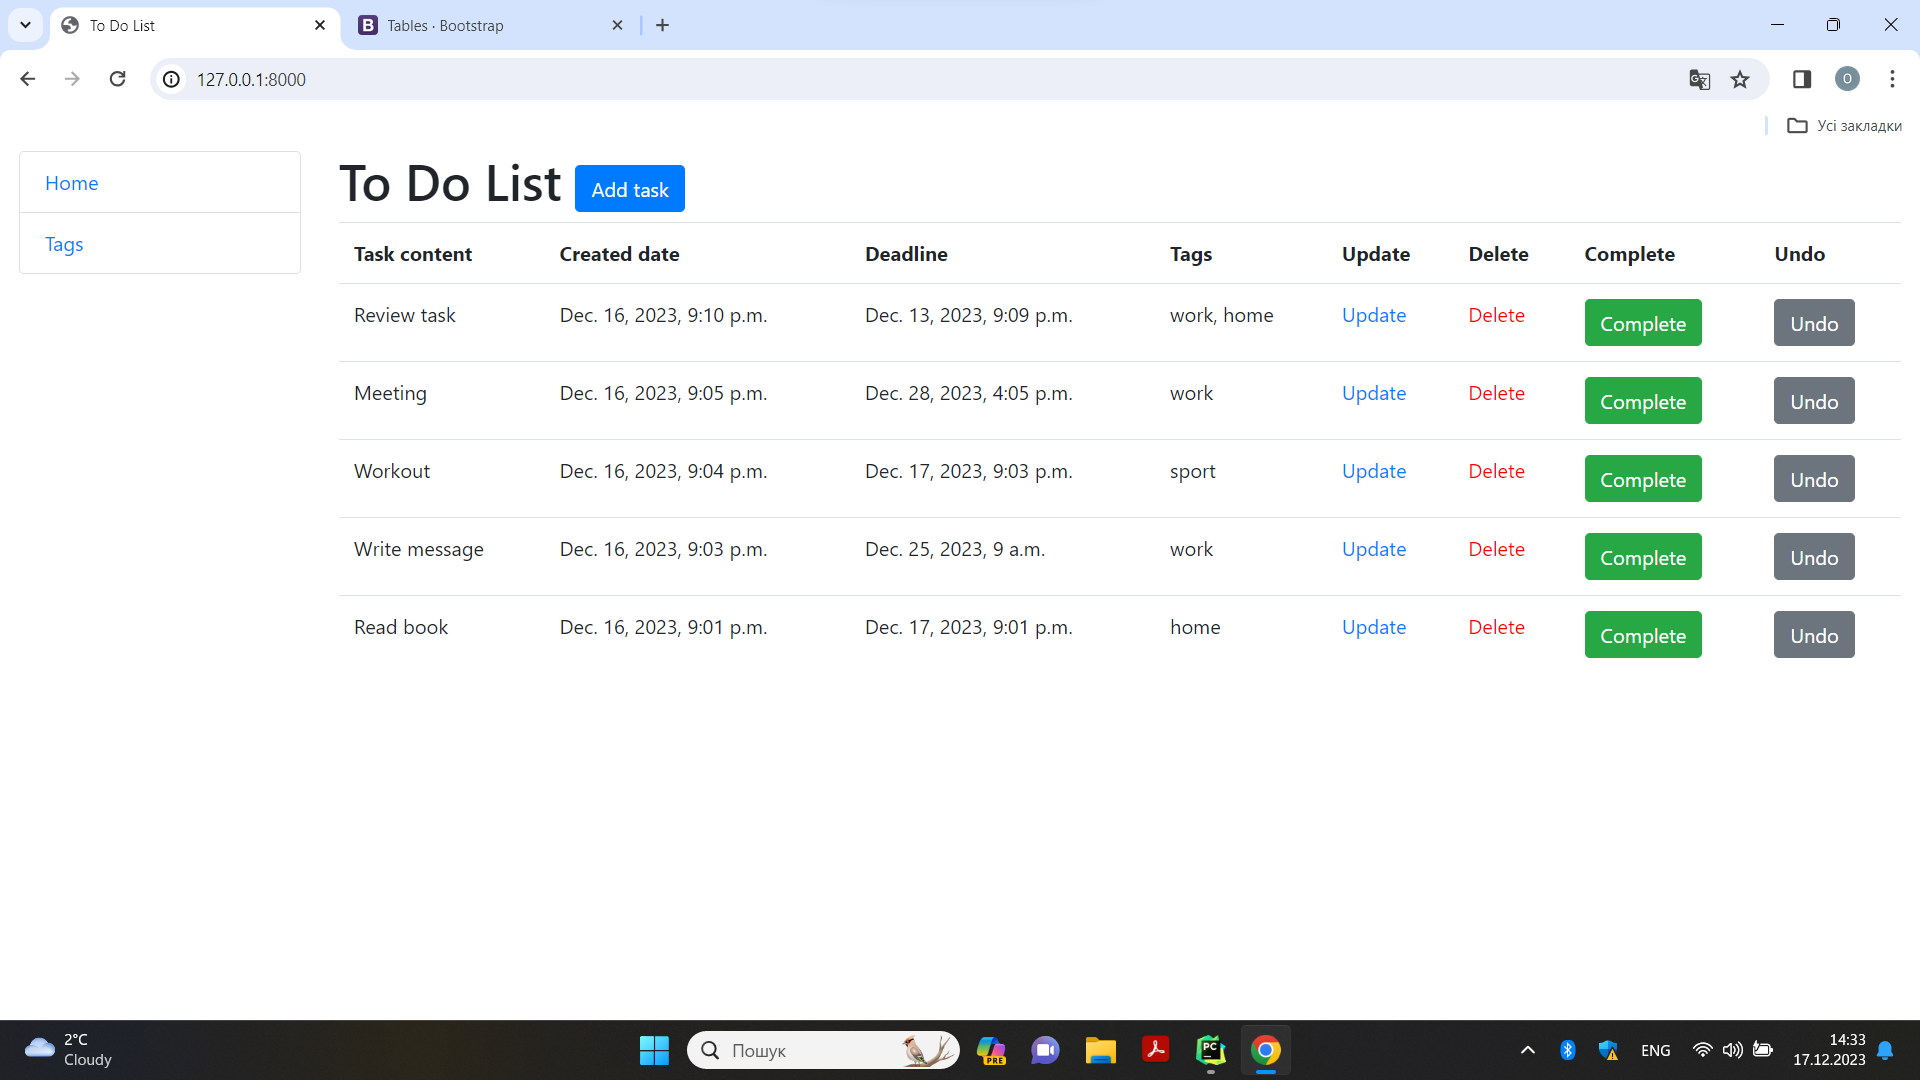 To Do List
Tables · Bootstrap
127.0.0.1:8000
Усі закладки
Home
Tags
To Do List Add task
Task content Created date Deadline Tags Update Delete Complete Undo
Review task Dec. 16, 2023, 9:10 p.m. Dec. 13, 2023, 9:09 p.m. work, home Update Delete Complete Undo
Meeting Dec. 16, 2023, 9:05 p.m. Dec. 28, 2023, 4:05 p.m. work Update Delete Complete Undo
Workout Dec. 16, 2023, 9:04 p.m. Dec. 17, 2023, 9:03 p.m. sport Update Delete Complete Undo
Write message Dec. 16, 2023, 9:03 p.m. Dec. 25, 2023, 9 a.m. work Update Delete Complete Undo
Read book Dec. 16, 2023, 9:01 p.m. Dec. 17, 2023, 9:01 p.m. home Update Delete Complete Undo
2°C
Cloudy
Пошук
PRE
PC
ENG
14:33
17.12.2023